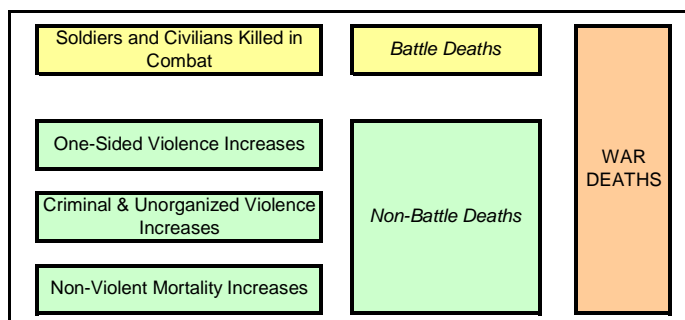 Soldiers and Civilians Killed in
Combat
Battle Deaths
One-Sided Violence Increases
Criminal & Unorganized Violence
Increases
Non-Violent Mortality Increases
Non-Battle Deaths
WAR
DEATHS